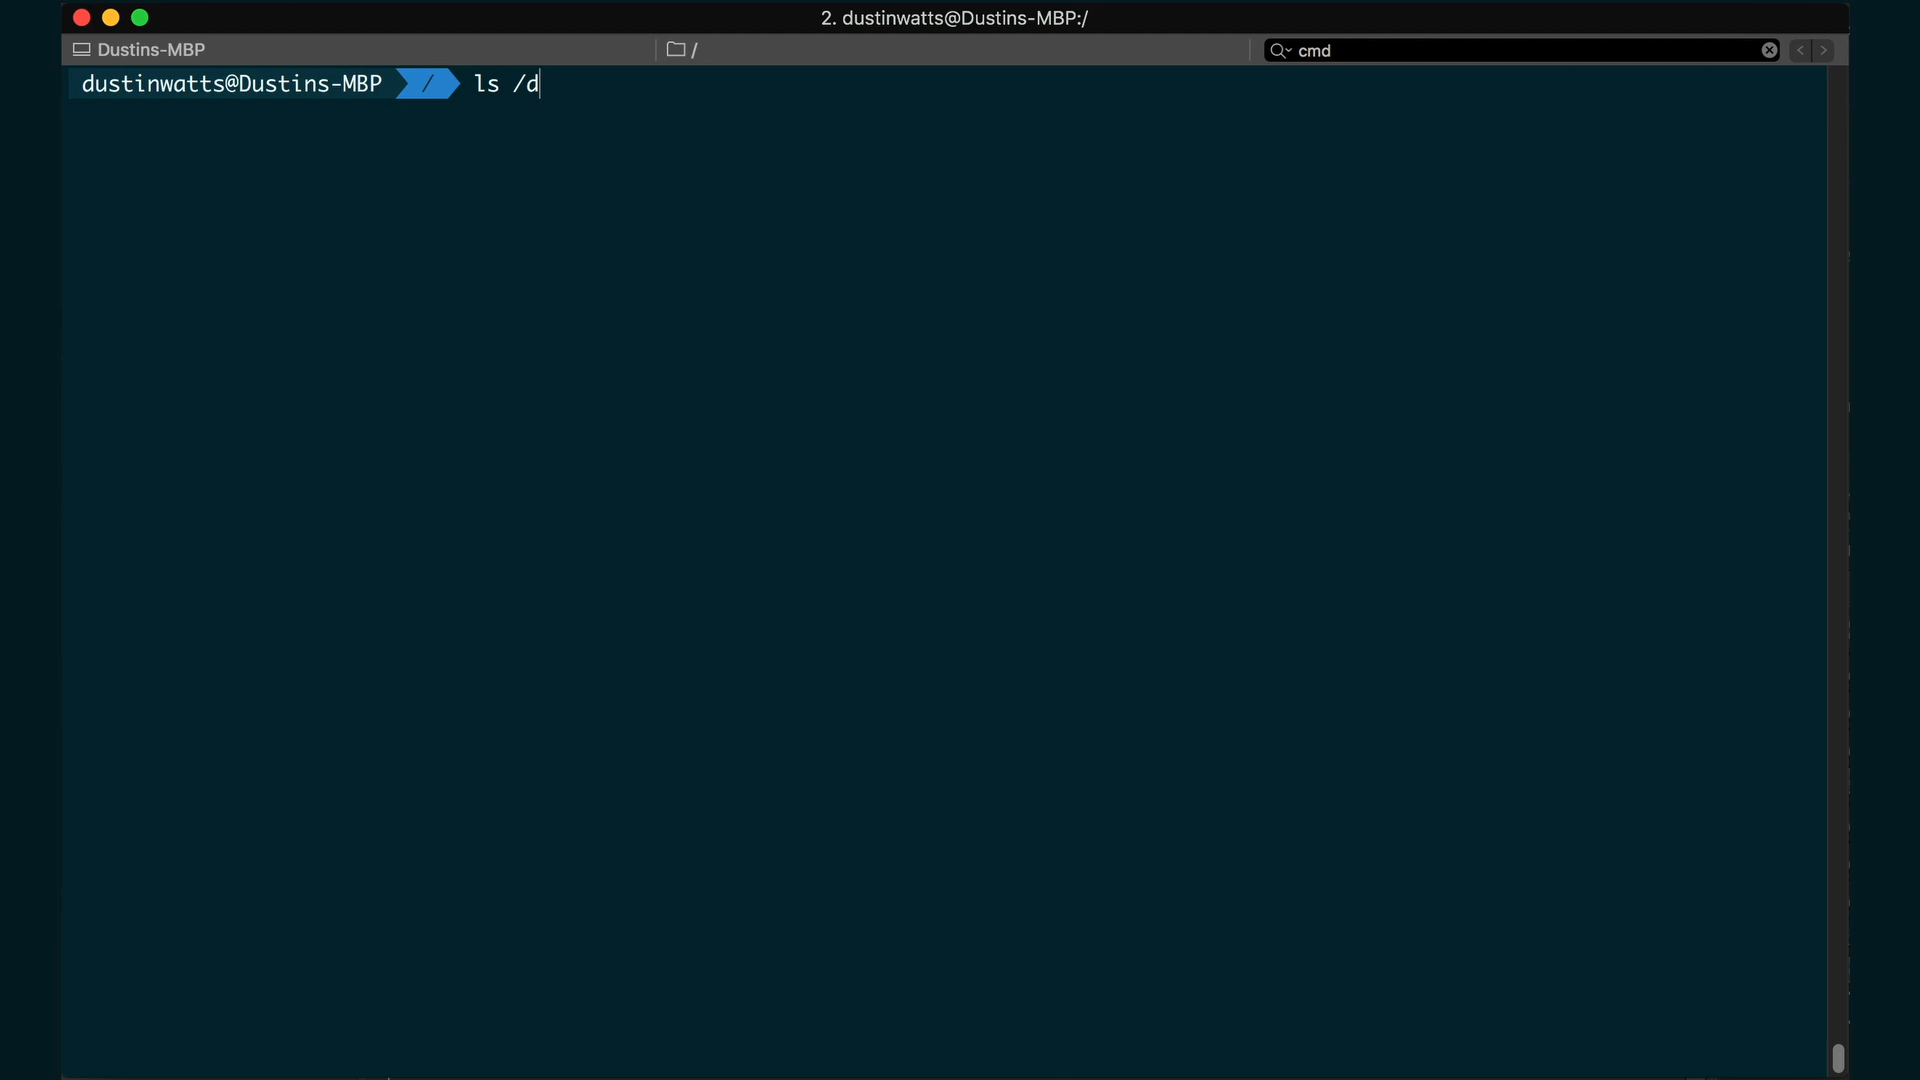 2. dustinwatts@Dustins-MBP:/
Dustins-MBP
/
cmd
dustinwatts@Dustins-MBP / ls /d